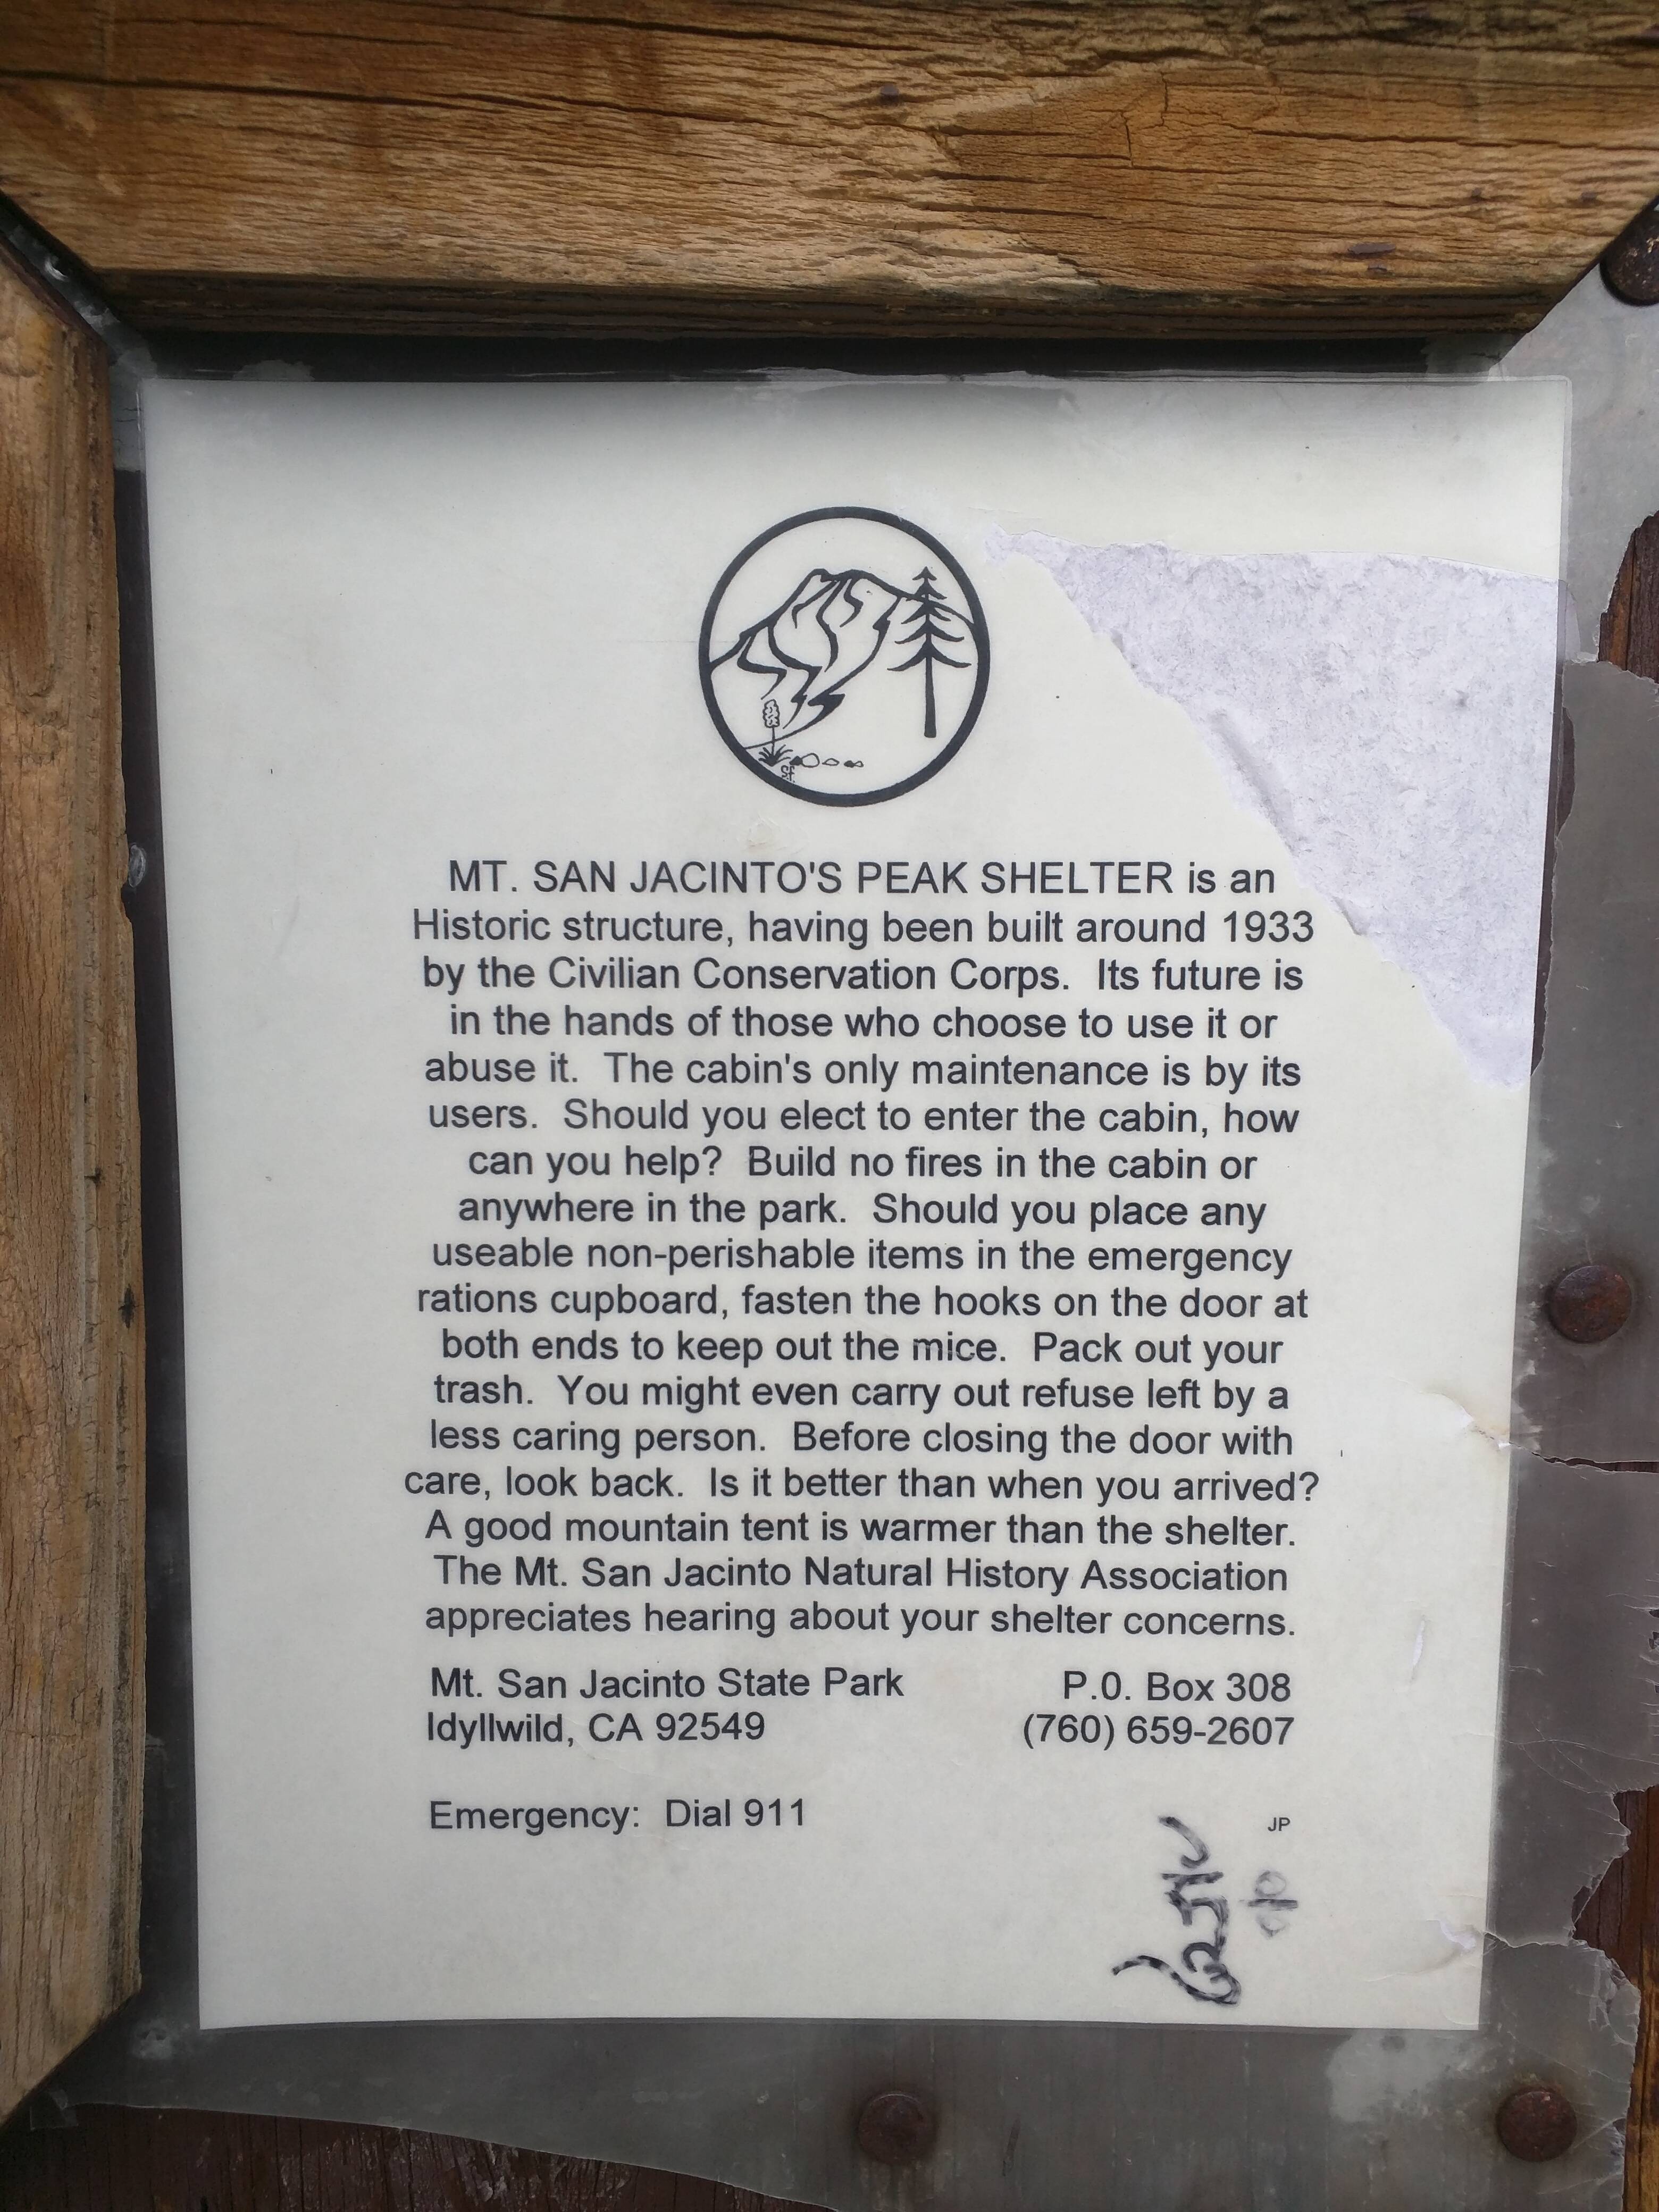 MT. SAN JACINTO'S PEAK SHELTER is an
Historic structure, having been built around 1933
by the Civilian Conservation Corps.  Its future is
in the hands of those who choose to use it or
abuse it.  The cabin's only maintenance is by its
users.  Should you elect to enter the cabin, how
can you help?  Build no fires in the cabin or
anywhere in the park.  Should you place any
useable non-perishable items in the emergency
rations cupboard, fasten the hooks on the door at
both ends to keep out the mice.  Pack out your
trash.  You might even carry out refuse left by a
less caring person.  Before closing the door with
care, look back.  Is it better than when you arrived?
A good mountain tent is warmer than the shelter.
The Mt. San Jacinto Natural History Association
appreciates hearing about your shelter concerns.
Mt. San Jacinto State Park P.0. Box 308
Idyllwild, CA 92549 (760) 659-2607
Emergency:  Dial 911
JP